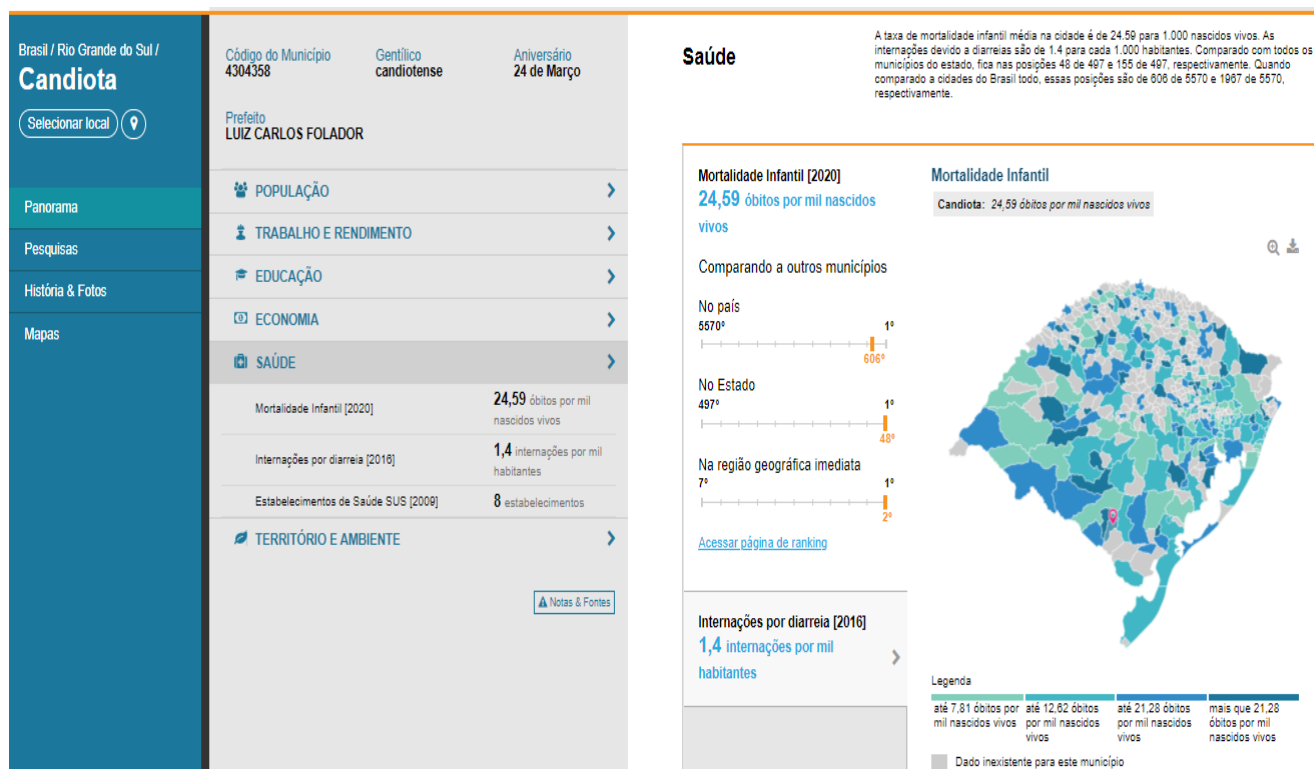 Brasil / Rio Grande do Sul /
Candiota
Selecionar local
Panorama
Pesquisas
História & Fotos
Mapas
Código do Município
4304358
Gentílico
candiotense
Aniversário
24 de Março
Prefeito
LUIZ CARLOS FOLADOR
POPULAÇÃO
TRABALHO E RENDIMENTO
EDUCAÇÃO
ECONOMIA
SAÚDE
Mortalidade Infantil [2020]
24,59 óbitos por mil
nascidos vivos
Internações por diarreia [2016]
1,4 internações por mil
habitantes
Estabelecimentos de Saúde SUS [2009]
8 estabelecimentos
TERRITÓRIO E AMBIENTE
Notas & Fontes
Saúde
A taxa de mortalidade infantil média na cidade é de 24.59 para 1.000 nascidos vivos. As
internações devido a diarreias são de 1.4 para cada 1.000 habitantes. Comparado com todos os
municípios do estado, fica nas posições 48 de 497 e 155 de 497, respectivamente. Quando
comparado a cidades do Brasil todo, essas posições são de 606 de 5570 e 1967 de 5570,
respectivamente.
Mortalidade Infantil [2020]
24,59 óbitos por mil nascidos
vivos
Comparando a outros municípios
No país
5570º 1º
606º
No Estado
497º 1º
48º
Na região geográfica imediata
7º 1º
2º
Acessar página de ranking
Internações por diarreia [2016]
1,4 internações por mil
habitantes
Mortalidade Infantil
Candiota: 24,59 óbitos por mil nascidos vivos
Legenda
até 7,81 óbitos por
mil nascidos vivos
até 12,62 óbitos
por mil nascidos
vivos
até 21,28 óbitos
por mil nascidos
vivos
mais que 21,28
óbitos por mil
nascidos vivos
Dado inexistente para este município